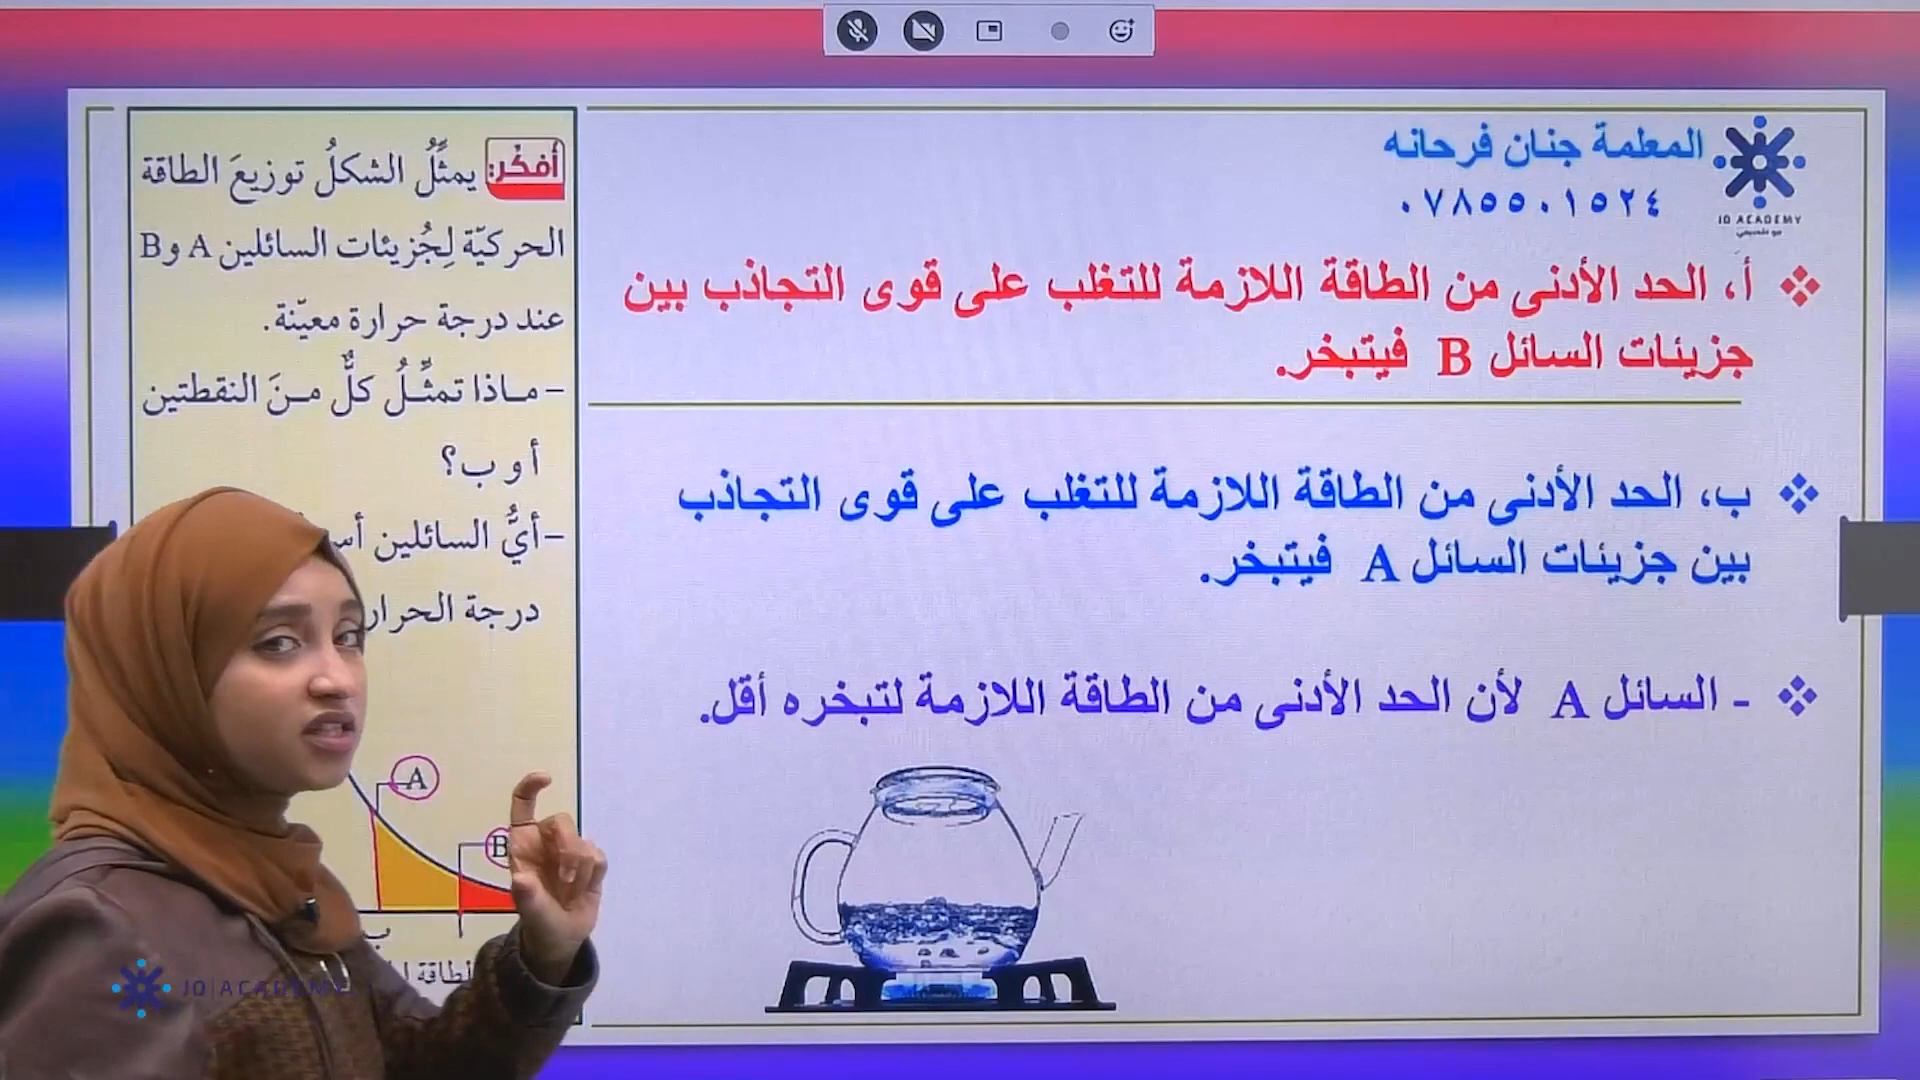 المعلمة جنان فرحانه
٠٧٨٥٥٠١٥٢٤
JO ACADEMY
جو اكاديمي
أ، الحد الأدنى من الطاقة اللازمة للتغلب على قوى التجاذب بين
جزيئات السائل B فيتبخر.
ب، الحد الأدنى من الطاقة اللازمة للتغلب على قوى التجاذب
بين جزيئات السائل A فيتبخر.
- السائل A لأن الحد الأدنى من الطاقة اللازمة لتبخره أقل.
أفكّر: يمثّلُ الشكلُ توزيعَ الطاقة
الحركيّة لِجُزيئات السائلين A وB
عند درجة حرارة معيّنة.
-ماذا تمثّلُ كلٌّ منَ النقطتين
أ و ب؟
-أيُّ السائلين
درجة
A
B
ب
JO ACADEMY